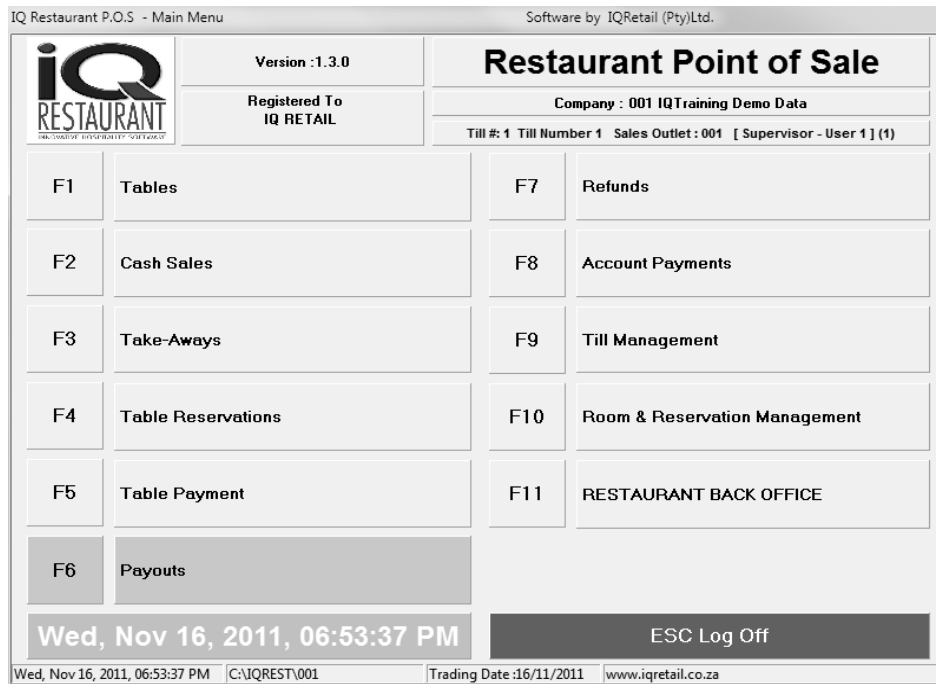 IQ Restaurant P.O.S - Main Menu
Software by IQRetail (Pty)Ltd.
iQ
RESTAURANT
INNOVATIVE HOSPITALITY SOFTWARE
Version :1.3.0
Registered To
IQ RETAIL
Restaurant Point of Sale
Company : 001 IQTraining Demo Data
Till #: 1 Till Number 1 Sales Outlet : 001 [ Supervisor - User 1 ] (1)
F1 Tables
F2 Cash Sales
F3 Take-Aways
F4 Table Reservations
F5 Table Payment
F6 Payouts
F7 Refunds
F8 Account Payments
F9 Till Management
F10 Room & Reservation Management
F11 RESTAURANT BACK OFFICE
Wed, Nov 16, 2011, 06:53:37 PM
ESC Log Off
Wed, Nov 16, 2011, 06:53:37 PM C:\IQREST\001 Trading Date :16/11/2011 www.iqretail.co.za